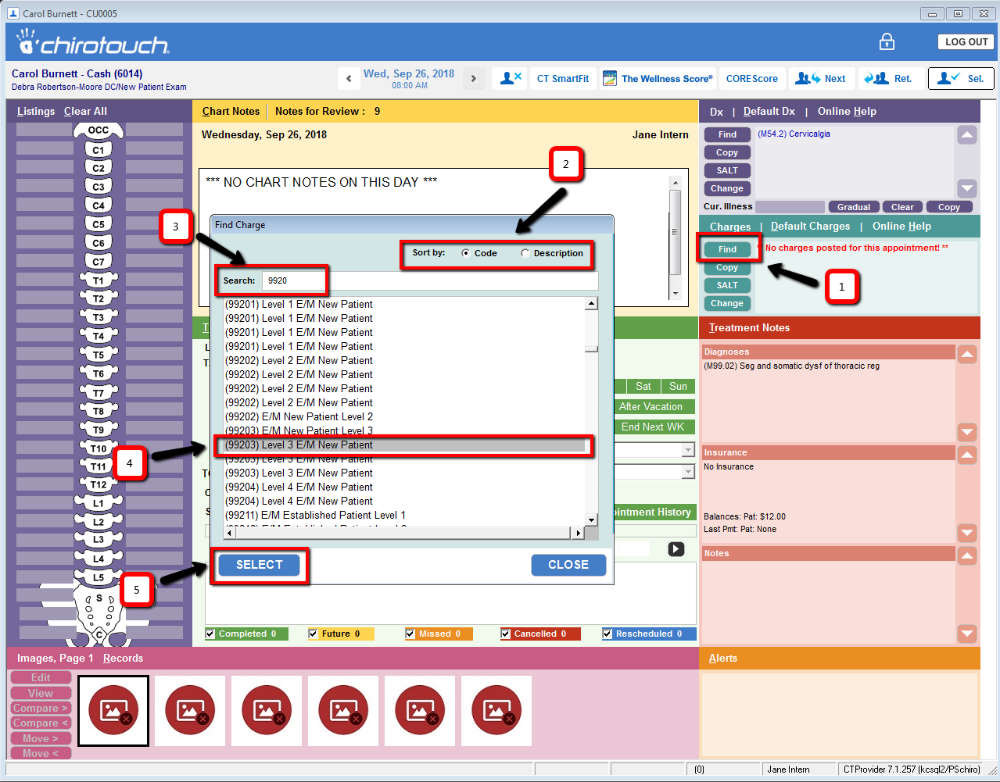 Carol Burnett - CU0005
chirotouch.
LOG OUT
Carol Burnett - Cash (6014)
Debra Robertson-Moore DC/New Patient Exam
Wed, Sep 26, 2018
08:00 AM
CT SmartFit
The Wellness Score®
COREScore
Next
Ret.
Sel.
Listings Clear All
OCC
C1
C2
C3
C4
C5
C6
C7
T1
T2
T3
T4
T5
T6
T7
T8
T9
T10
T11
T12
L1
L2
L3
L4
L5
S
C
Chart Notes Notes for Review : 9
Wednesday, Sep 26, 2018 Jane Intern
*** NO CHART NOTES ON THIS DAY ***
2
3
Find Charge
Sort by: Code Description
Search: 9920
(99201) Level 1 E/M New Patient
(99201) Level 1 E/M New Patient
(99201) Level 1 E/M New Patient
(99201) Level 1 E/M New Patient
(99202) Level 2 E/M New Patient
(99202) Level 2 E/M New Patient
(99202) Level 2 E/M New Patient
(99202) Level 2 E/M New Patient
(99202) E/M New Patient Level 2
(99203) E/M New Patient Level 3
(99203) Level 3 E/M New Patient
(99203) Level 3 E/M New Patient
(99203) Level 3 E/M New Patient
(99204) Level 4 E/M New Patient
(99204) Level 4 E/M New Patient
(99211) E/M Established Patient Level 1
4
5
SELECT CLOSE
Sat Sun
After Vacation
End Next WK
ointment History
Completed 0
Future 0
Missed 0
Cancelled 0
Rescheduled 0
Dx | Default Dx | Online Help
Find
Copy
SALT
Change
(M54.2) Cervicalgia
Cur. Illness Gradual Clear Copy
Charges | Default Charges | Online Help
Find
Copy
SALT
Change
* No charges posted for this appointment! **
1
Treatment Notes
Diagnoses
(M99.02) Seg and somatic dysf of thoracic reg
Insurance
No Insurance
Balances: Pat: $12.00
Last Pmt: Pat: None
Notes
Images, Page 1 Records
Edit
View
Compare >
Compare <
Move >
Move <
Alerts
(0)
Jane Intern
CTProvider 7.1.257 (kcsql2/PSchiro)